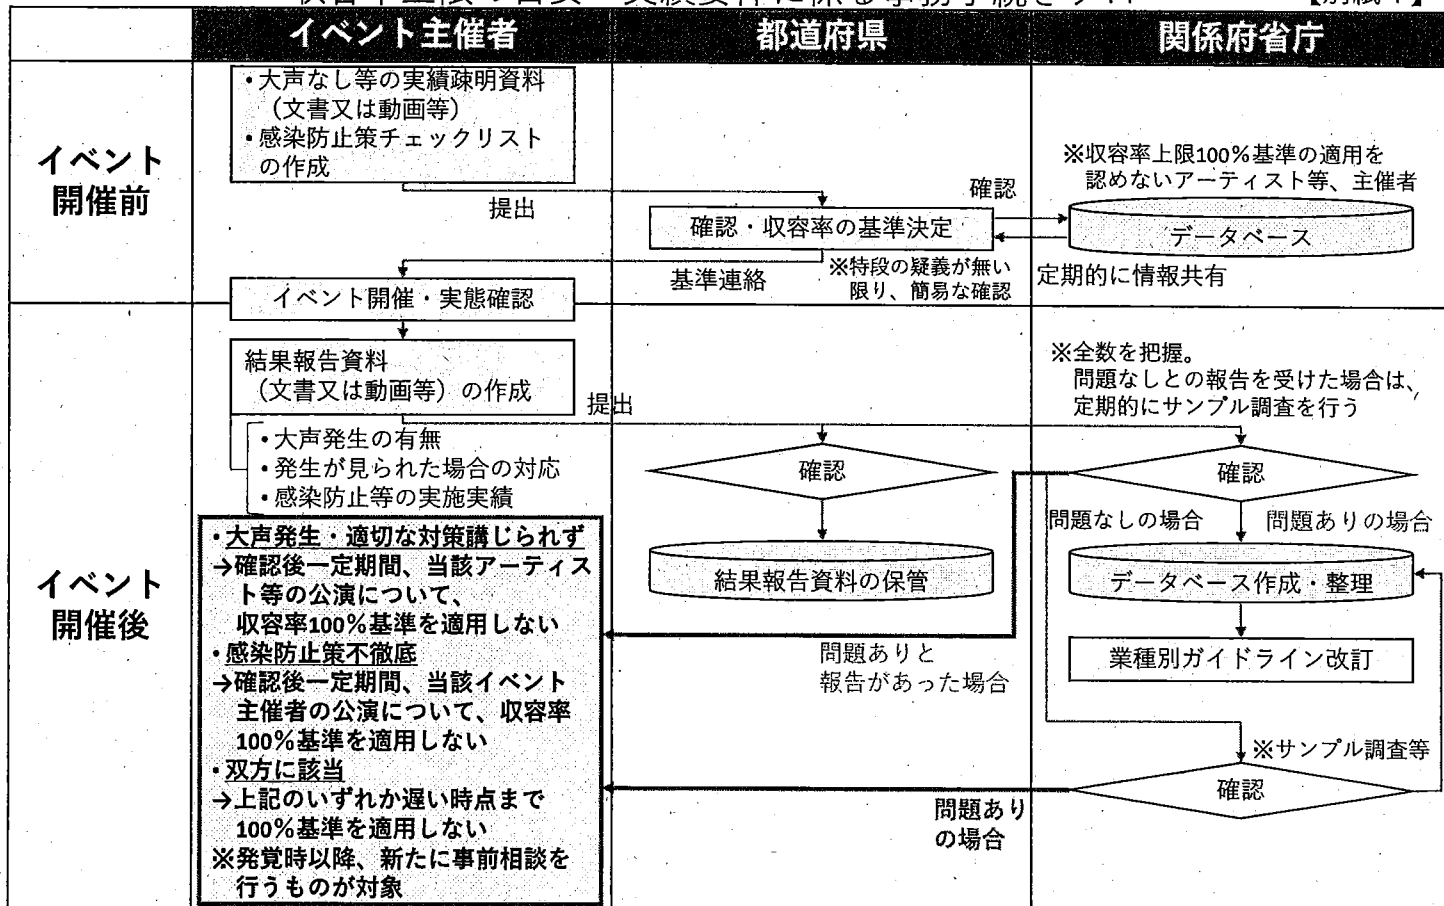 イベント主催者
都道府県
関係府省庁
イベント
開催前
・大声なし等の実績疎明資料
（文書又は動画等）
・感染防止策チェックリスト
の作成
提出
確認・収容率の基準決定
確認
※収容率上限100％基準の適用を
認めないアーティスト等、主催者
データベース
定期的に情報共有
基準連絡
※特段の疑義が無い
限り、簡易な確認
イベント開催・実態確認
イベント
開催後
結果報告資料
（文書又は動画等）の作成
提出
・大声発生の有無
・発生が見られた場合の対応
・感染防止等の実施実績
※全数を把握。
問題なしとの報告を受けた場合は、
定期的にサンプル調査を行う
確認
確認
問題なしの場合
問題ありの場合
結果報告資料の保管
データベース作成・整理
業種別ガイドライン改訂
問題ありと
報告があった場合
・大声発生・適切な対策講じられず
→確認後一定期間、当該アーティス
ト等の公演について、
収容率100％基準を適用しない
・感染防止策不徹底
→確認後一定期間、当該イベント
主催者の公演について、収容率
100％基準を適用しない
・双方に該当
→上記のいずれか遅い時点まで
100％基準を適用しない
※発覚時以降、新たに事前相談を
行うものが対象
※サンプル調査等
確認
問題あり
の場合